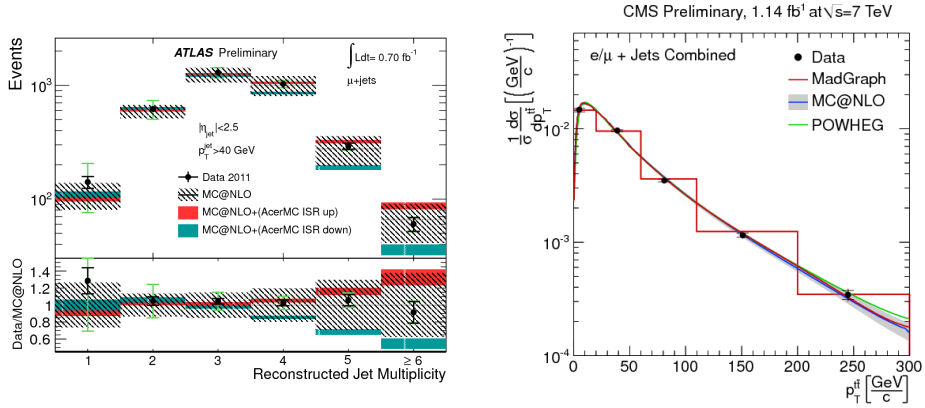 Events
ATLAS Preliminary
∫ Ldt= 0.70 fb⁻¹
μ+jets
10³
|η_jet|<2.5
p_T^jet>40 GeV
Data 2011
MC@NLO
MC@NLO+(AcerMC ISR up)
MC@NLO+(AcerMC ISR down)
10²
Data/MC@NLO
1.4
1.2
1
0.8
0.6
1 2 3 4 5 ≥ 6
Reconstructed Jet Multiplicity
CMS Preliminary, 1.14 fb⁻¹ at √s=7 TeV
1/σ dσ/dp_T^tt̄ [(GeV/c)⁻¹]
e/μ + Jets Combined
Data
MadGraph
MC@NLO
POWHEG
10⁻²
10⁻³
10⁻⁴
0 50 100 150 200 250 300
p_T^tt̄ [GeV/c]